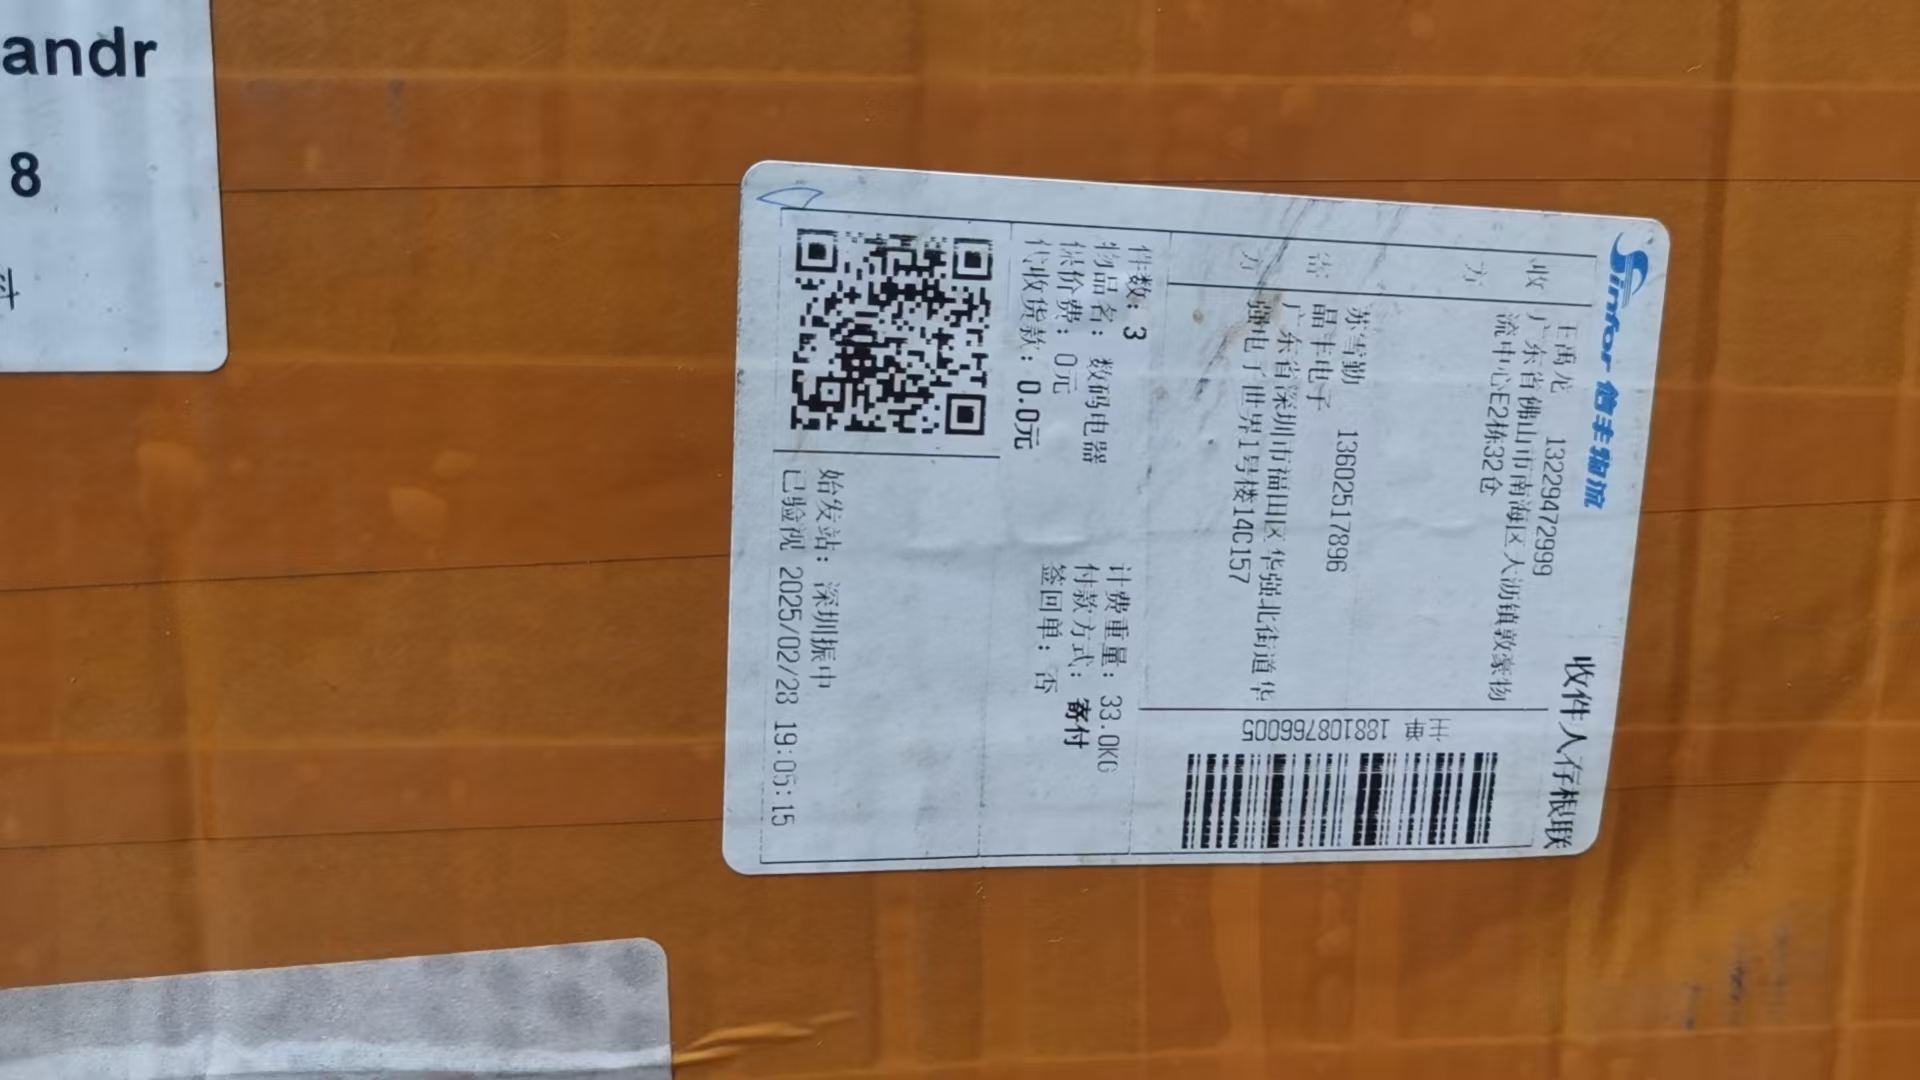 andr
8
Sinfor 信丰物流
收件人存根联
收方
王禹龙 13229472999
广东省佛山市南海区大沥镇敦豪物
流中心E2栋32仓
寄方
苏雪勤 13602517896
晶丰电子
广东省深圳市福田区华强北街道华
强电子世界1号楼14C157
主单 188108766005
件数: 3
计费重量: 33.0KG
物品名: 数码电器
付款方式: 寄付
保价费: 0元
签回单: 否
代收货款: 0.0元
始发站: 深圳振中
已验视 2025/02/28 19:05:15